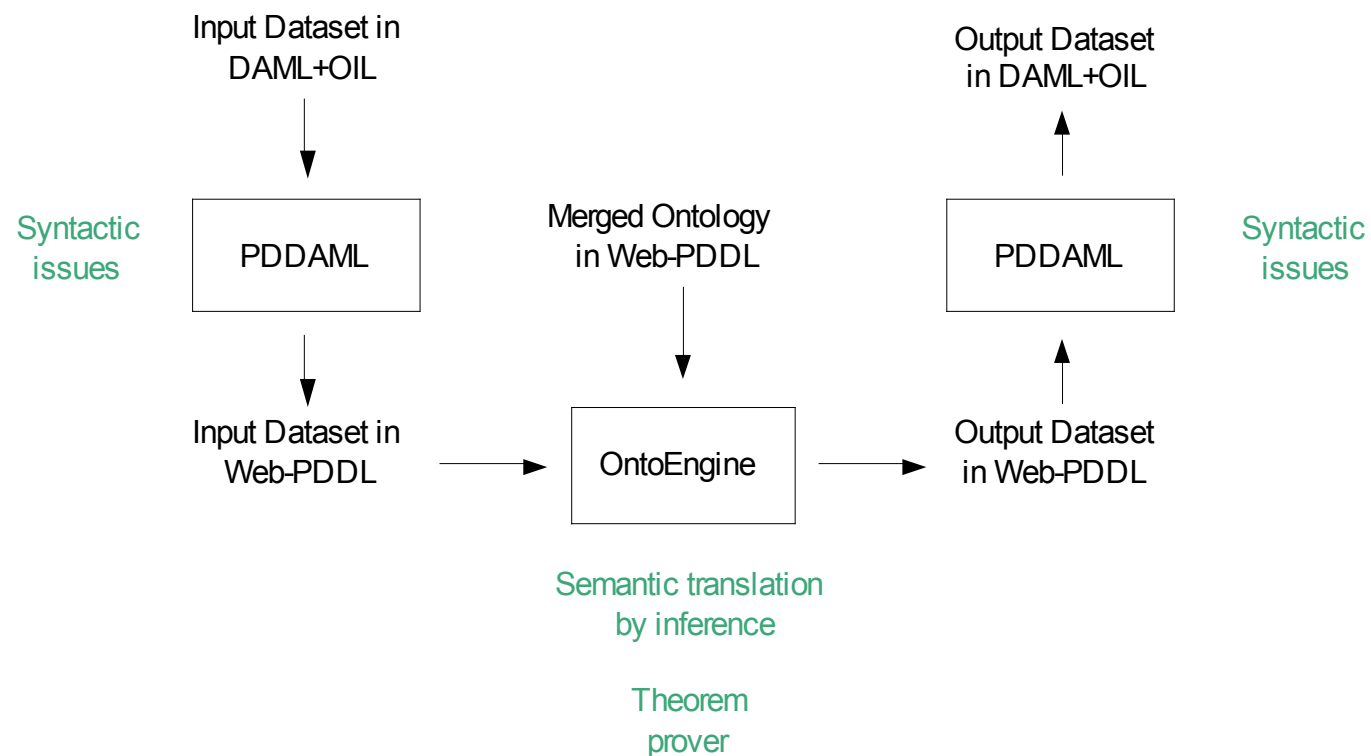 Input Dataset in
DAML+OIL
Output Dataset
in DAML+OIL
Syntactic
issues
PDDAML
Merged Ontology
in Web-PDDL
PDDAML
Syntactic
issues
Input Dataset in
Web-PDDL
OntoEngine
Output Dataset
in Web-PDDL
Semantic translation
by inference
Theorem
prover